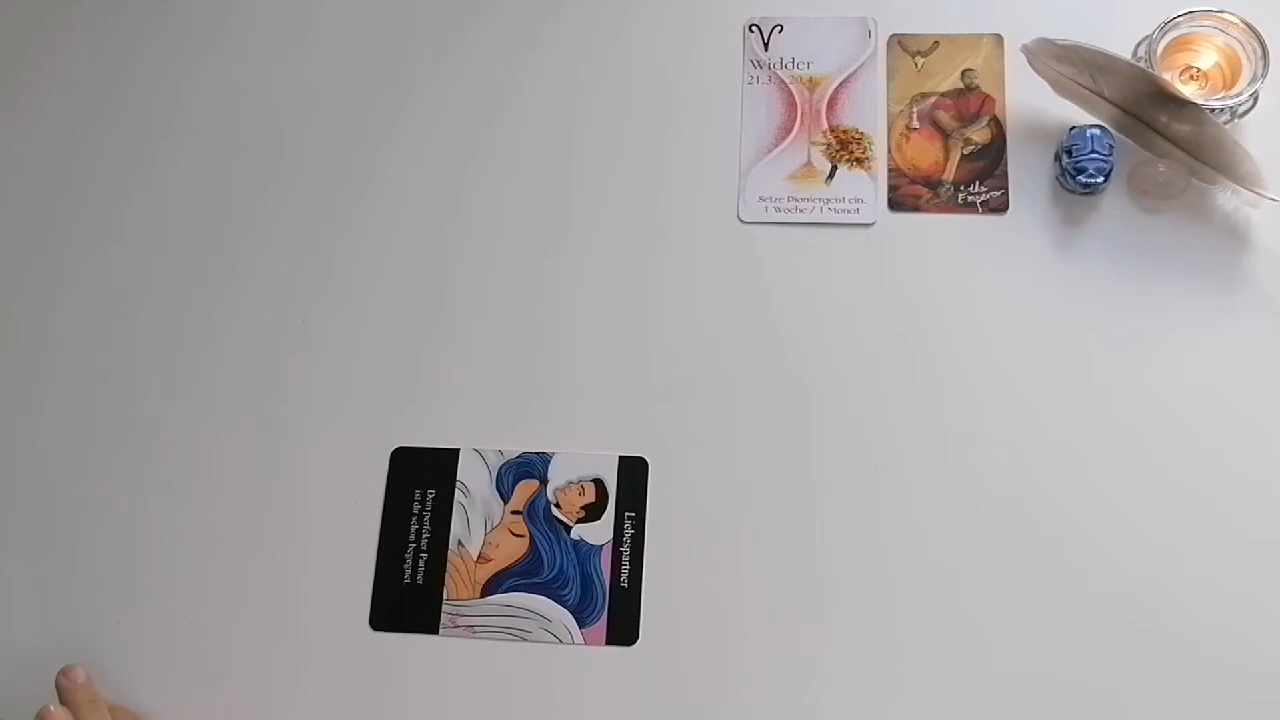 Widder
21.3. - 20.4.
1
Setze Pioniergeist ein.
1 Woche / 1 Monat
the
Emperor
Liebespartner
Dein perfekter Partner
ist dir schon begegnet.